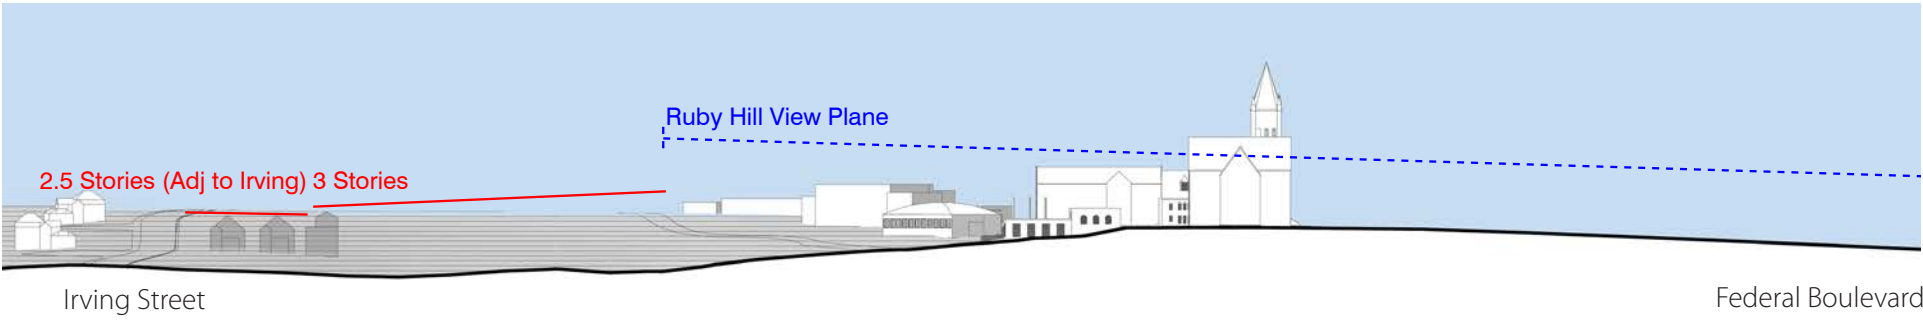 Ruby Hill View Plane
2.5 Stories (Adj to Irving) 3 Stories
Irving Street
Federal Boulevard